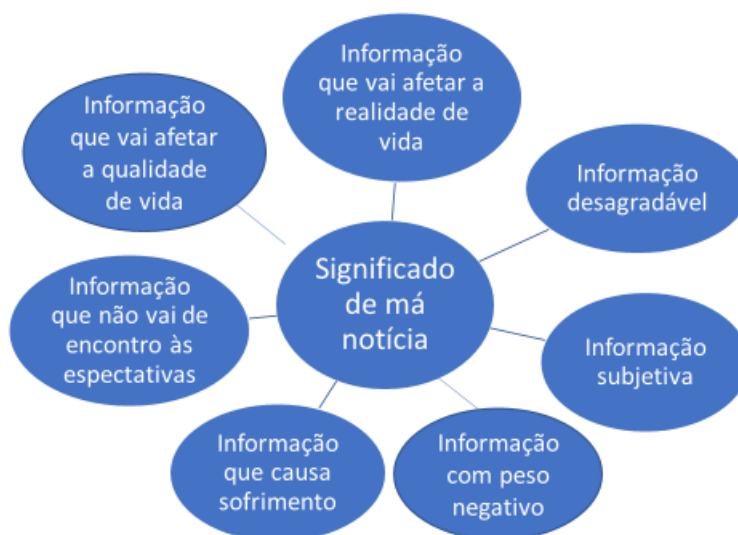 Significado
de má
notícia
Informação
que vai afetar a
realidade de
vida
Informação
desagradável
Informação
subjetiva
Informação
com peso
negativo
Informação
que causa
sofrimento
Informação
que não vai de
encontro às
espectativas
Informação
que vai afetar
a qualidade
de vida